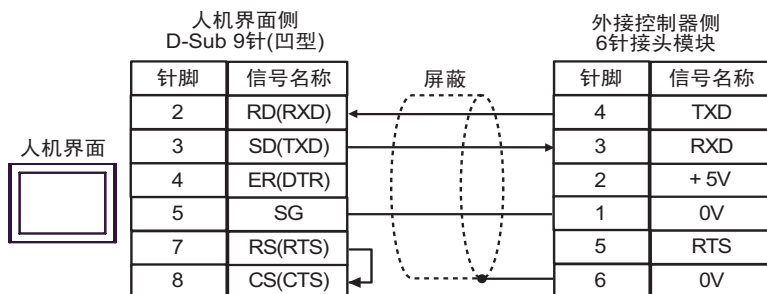 人机界面侧
D-Sub 9针(凹型)
外接控制器侧
6针接头模块
针脚 信号名称 屏蔽 针脚 信号名称
2 RD(RXD) 4 TXD
人机界面 3 SD(TXD) 3 RXD
4 ER(DTR) 2 +5V
5 SG 1 0V
7 RS(RTS) 5 RTS
8 CS(CTS) 6 0V